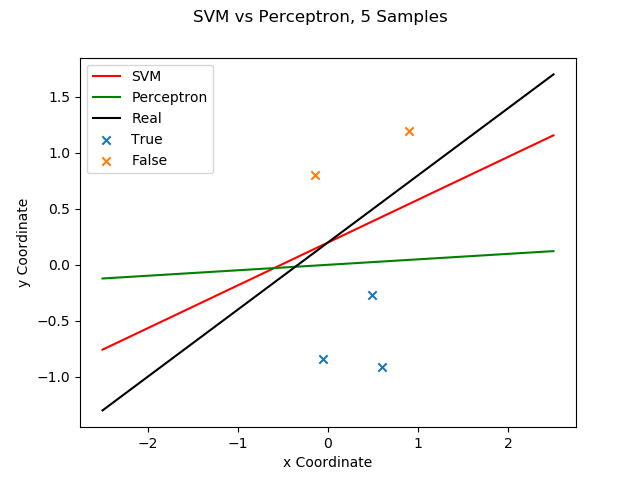 SVM vs Perceptron, 5 Samples
SVM
Perceptron
Real
True
False
1.5
1.0
0.5
0.0
−0.5
−1.0
y Coordinate
−2
−1
0
1
2
x Coordinate